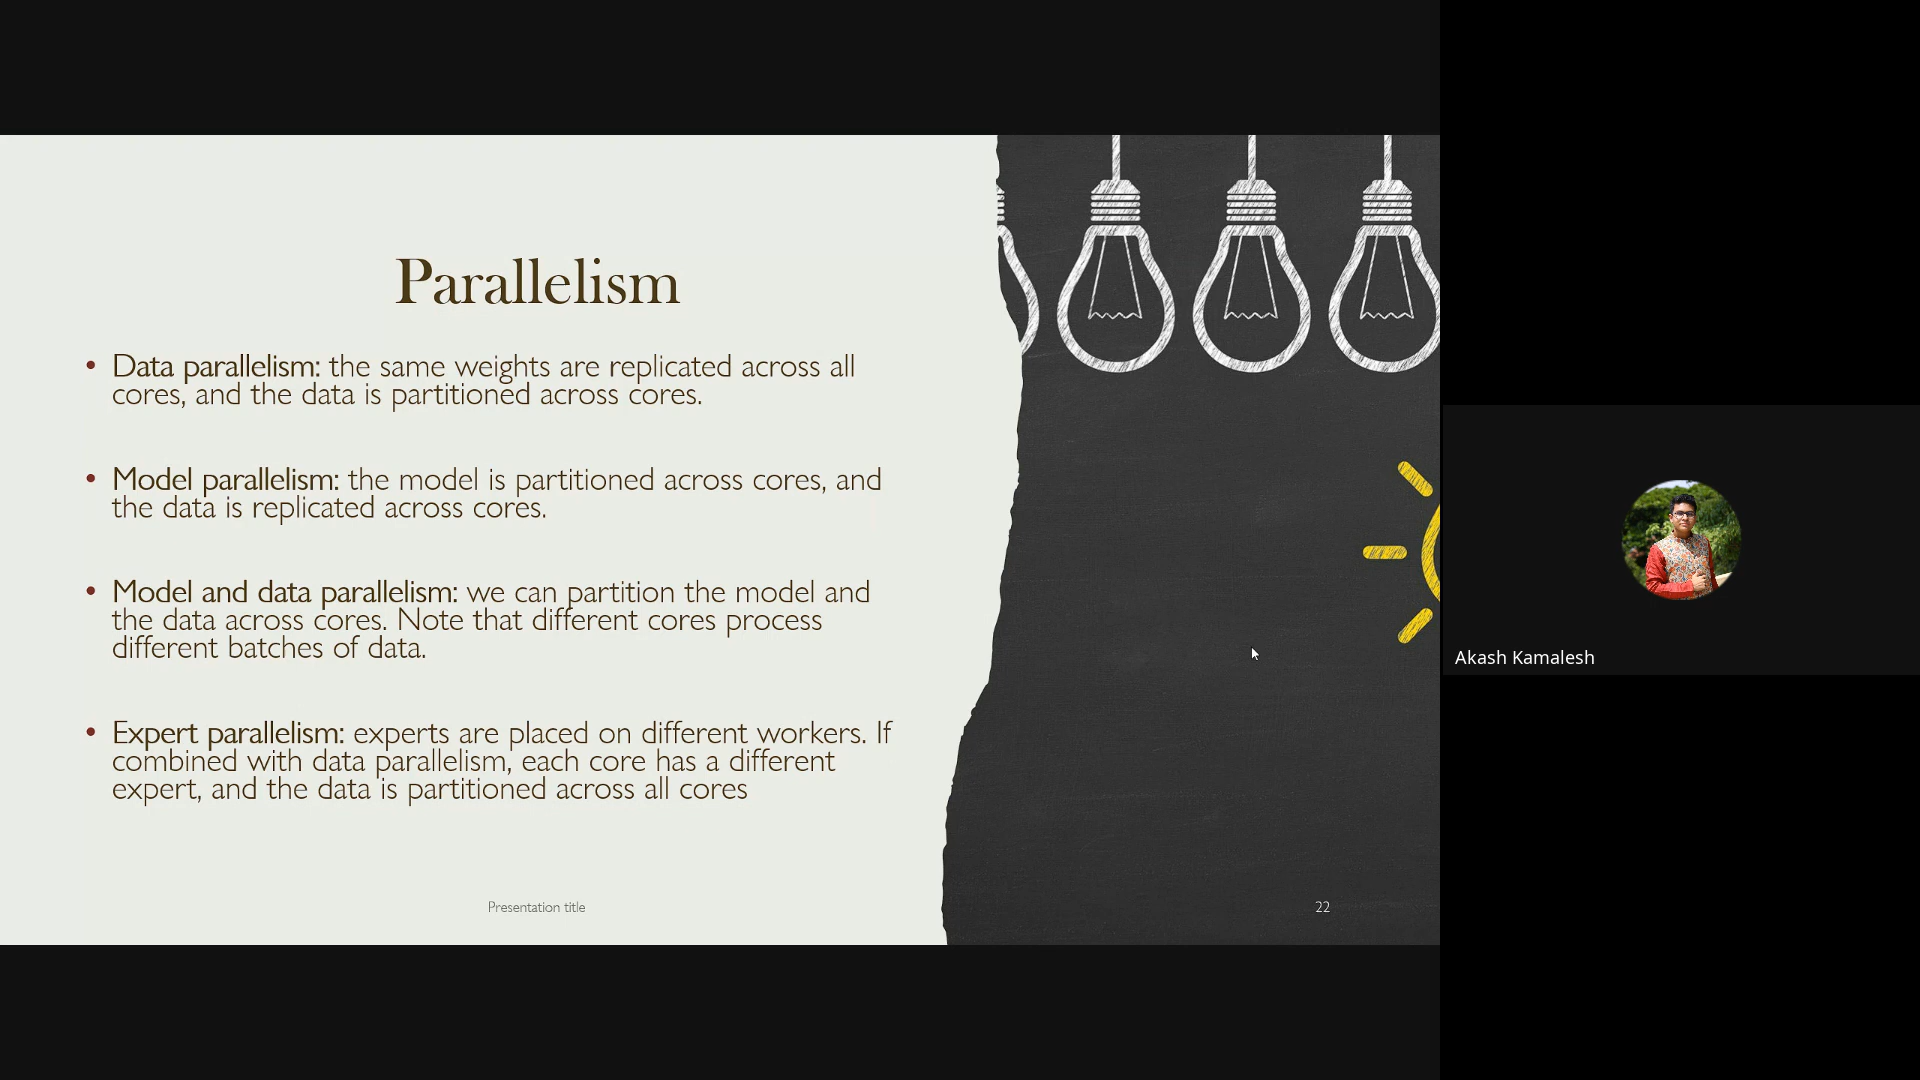 Parallelism
• Data parallelism: the same weights are replicated across all
cores, and the data is partitioned across cores.
• Model parallelism: the model is partitioned across cores, and
the data is replicated across cores.
• Model and data parallelism: we can partition the model and
the data across cores. Note that different cores process
different batches of data.
• Expert parallelism: experts are placed on different workers. If
combined with data parallelism, each core has a different
expert, and the data is partitioned across all cores
Presentation title
22
Akash Kamalesh